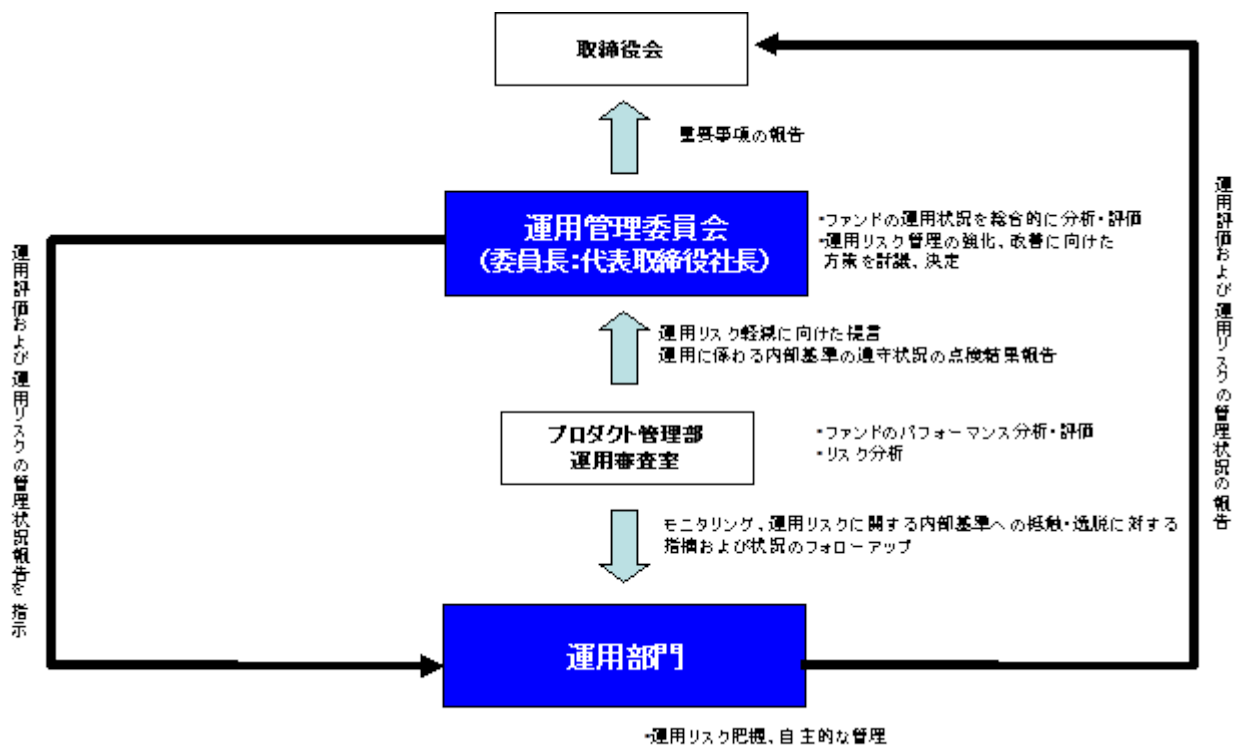 取締役会
重要事項の報告
運用管理委員会
(委員長:代表取締役社長)
・ファンドの運用状況を総合的に分析・評価
・運用リスク管理の強化、改善に向けた
方策を討議、決定
運用リスク軽減に向けた提言
運用に係わる内部基準の遵守状況の点検結果報告
プロダクト管理部
運用審査室
・ファンドのパフォーマンス分析・評価
・リスク分析
モニタリング、運用リスクに関する内部基準への抵触・逸脱に対する
指摘および状況のフォローアップ
運用部門
・運用リスク把握、自主的な管理
運用評価および運用リスクの管理状況報告を指示
運用評価および運用リスクの管理状況の報告